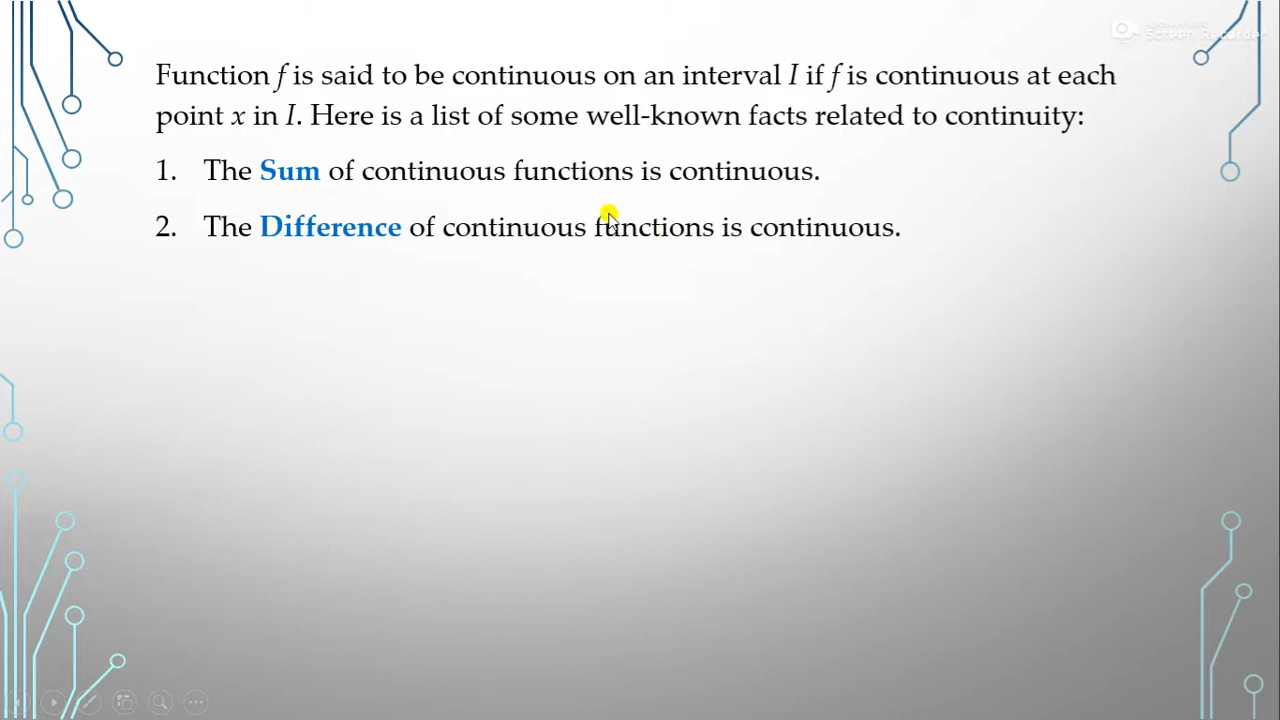 Screen Recorder
Function f is said to be continuous on an interval I if f is continuous at each
point x in I. Here is a list of some well-known facts related to continuity:
1. The Sum of continuous functions is continuous.
2. The Difference of continuous functions is continuous.